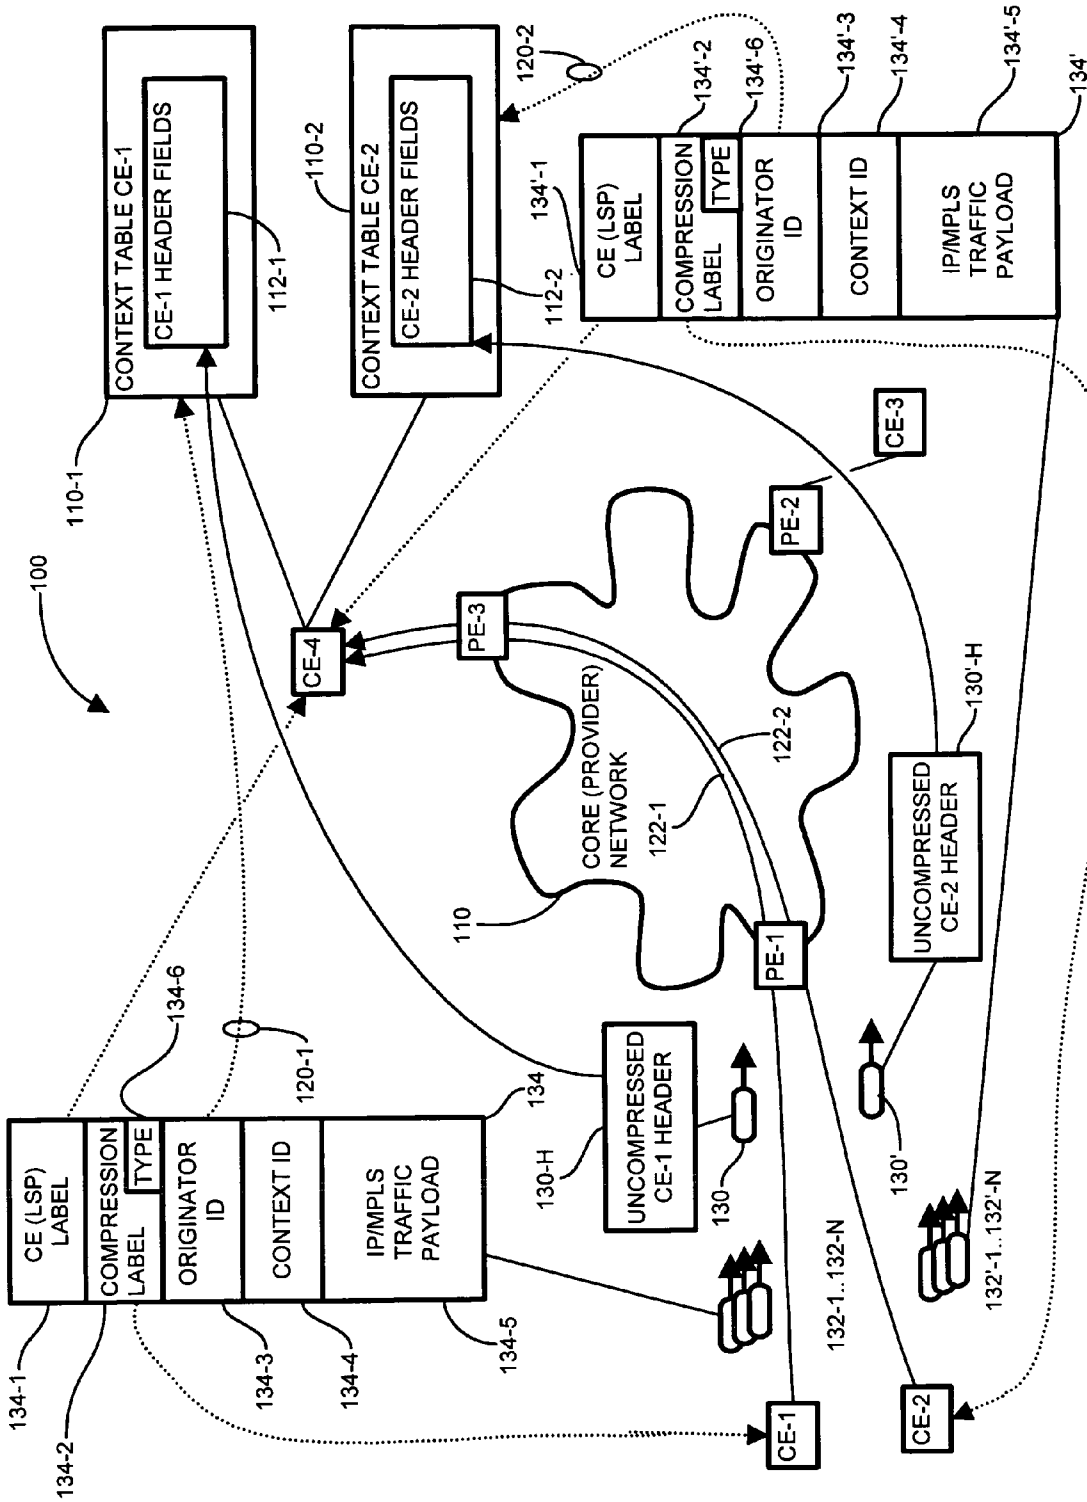 100
110-1
CONTEXT TABLE CE-1
CE-1 HEADER FIELDS
112-1
110-2
CONTEXT TABLE CE-2
CE-2 HEADER FIELDS
112-2
120-2
134-1
134-2
CE (LSP)
LABEL
COMPRESSION
LABEL
TYPE
134-6
ORIGINATOR
ID
134-3
CONTEXT ID
134-4
IP/MPLS
TRAFFIC
PAYLOAD
134-5
134
120-1
CE-4
PE-3
110
CORE (PROVIDER)
NETWORK
122-1
122-2
PE-1
PE-2
CE-3
130-H
UNCOMPRESSED
CE-1 HEADER
130
132-1..132-N
CE-1
CE-2
130'
132'-1..132'-N
UNCOMPRESSED
CE-2 HEADER
130'-H
134'-1
CE (LSP)
LABEL
COMPRESSION
LABEL
TYPE
134'-2
134'-6
ORIGINATOR
ID
134'-3
CONTEXT ID
134'-4
IP/MPLS
TRAFFIC
PAYLOAD
134'-5
134'